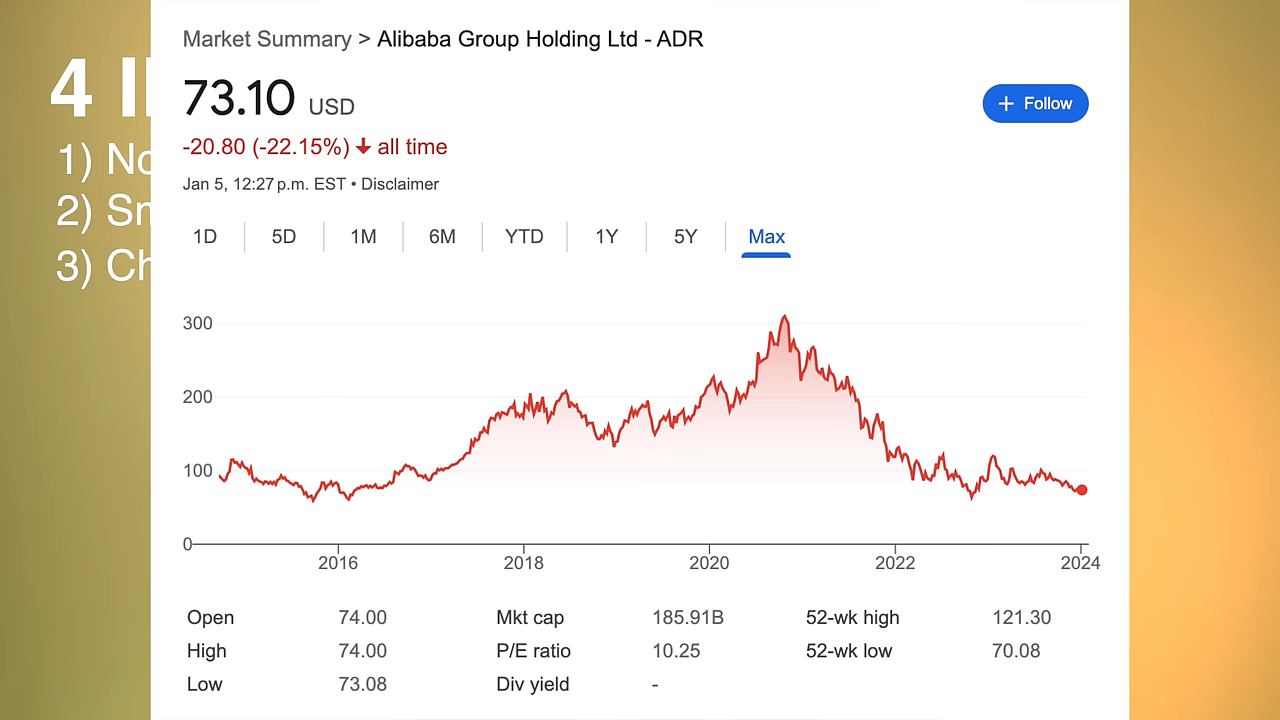 Market Summary > Alibaba Group Holding Ltd - ADR
4
73.10 USD
+ Follow
1)
-20.80 (-22.15%) all time
Jan 5, 12:27 p.m. EST • Disclaimer
2)
1D 5D 1M 6M YTD 1Y 5Y Max
3)
300
200
100
0
2016 2018 2020 2022 2024
Open 74.00 Mkt cap 185.91B 52-wk high 121.30
High 74.00 P/E ratio 10.25 52-wk low 70.08
Low 73.08 Div yield -